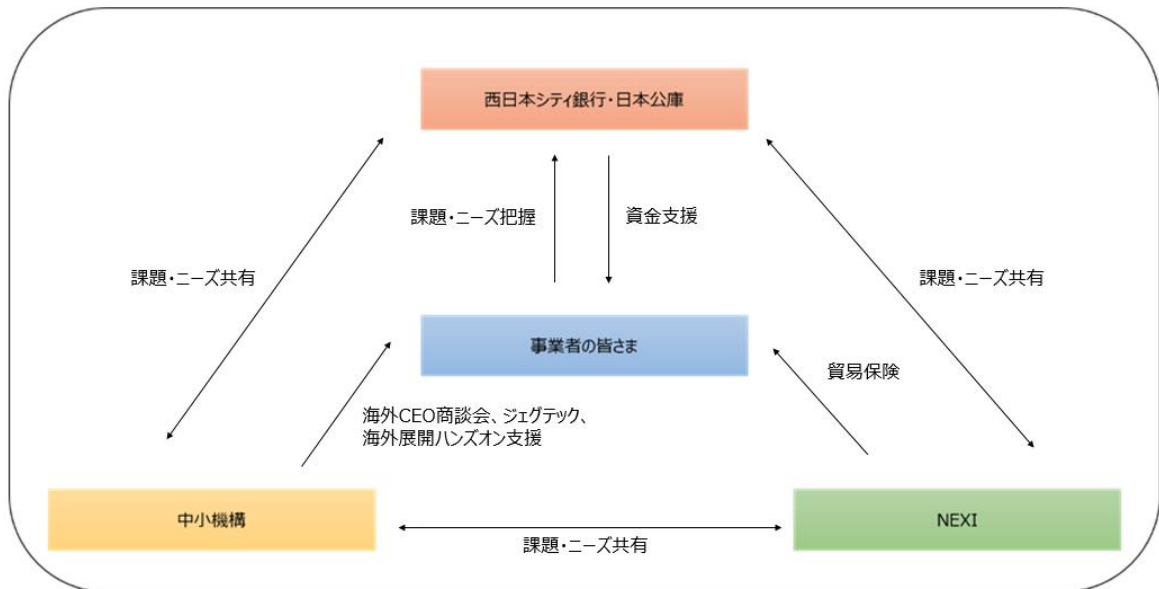 西日本シティ銀行・日本公庫
課題・ニーズ把握
資金支援
課題・ニーズ共有
課題・ニーズ共有
事業者の皆さま
貿易保険
海外CEO商談会、ジェグテック、
海外展開ハンズオン支援
中小機構
NEXI
課題・ニーズ共有